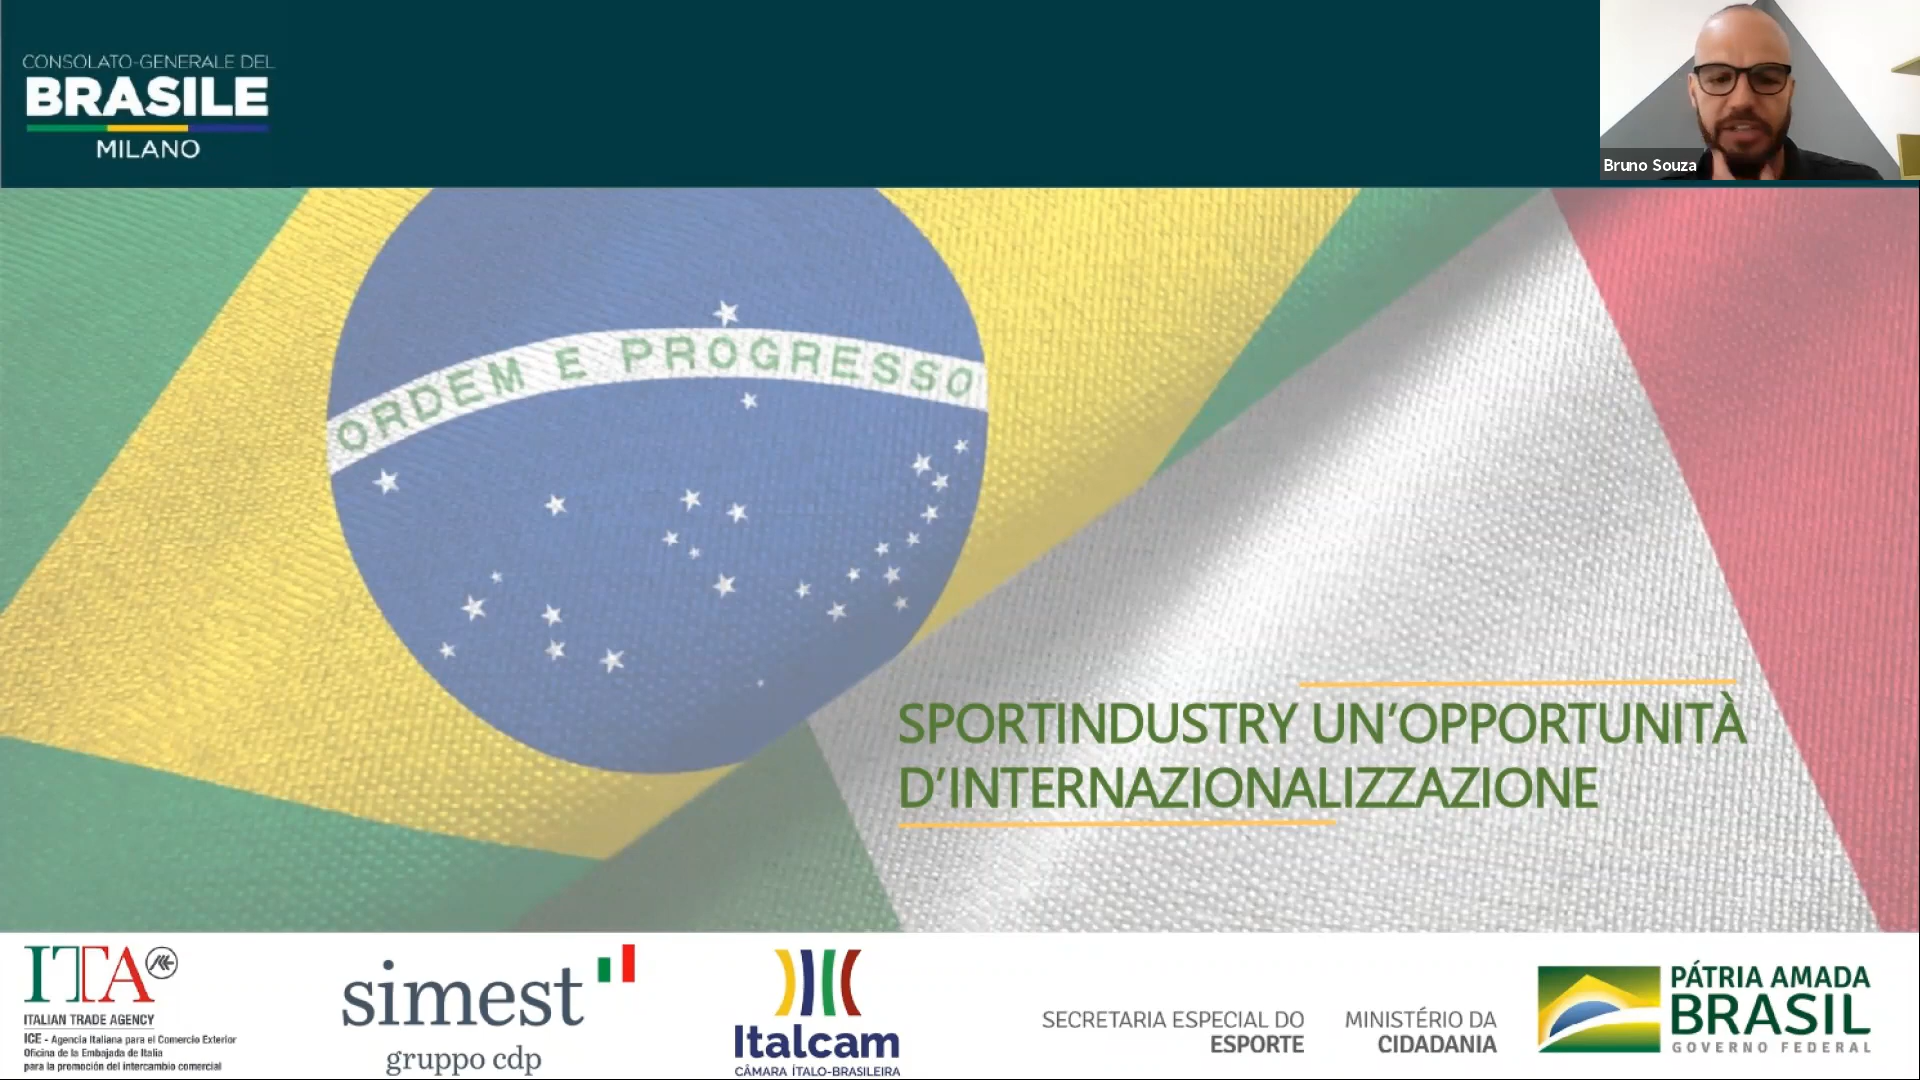 CONSOLATO-GENERALE DEL
BRASILE
MILANO
Bruno Souza
ORDEM E PROGRESSO
SPORTINDUSTRY UN’OPPORTUNITÀ
D’INTERNAZIONALIZZAZIONE
ITA
ITALIAN TRADE AGENCY
ICE - Agencia Italiana para el Comercio Exterior
Oficina de la Embajada de Italia
para la promoción del intercambio comercial
simest
gruppo cdp
Italcam
CÂMARA ÍTALO-BRASILEIRA
SECRETARIA ESPECIAL DO
ESPORTE
MINISTÉRIO DA
CIDADANIA
PÁTRIA AMADA
BRASIL
GOVERNO FEDERAL